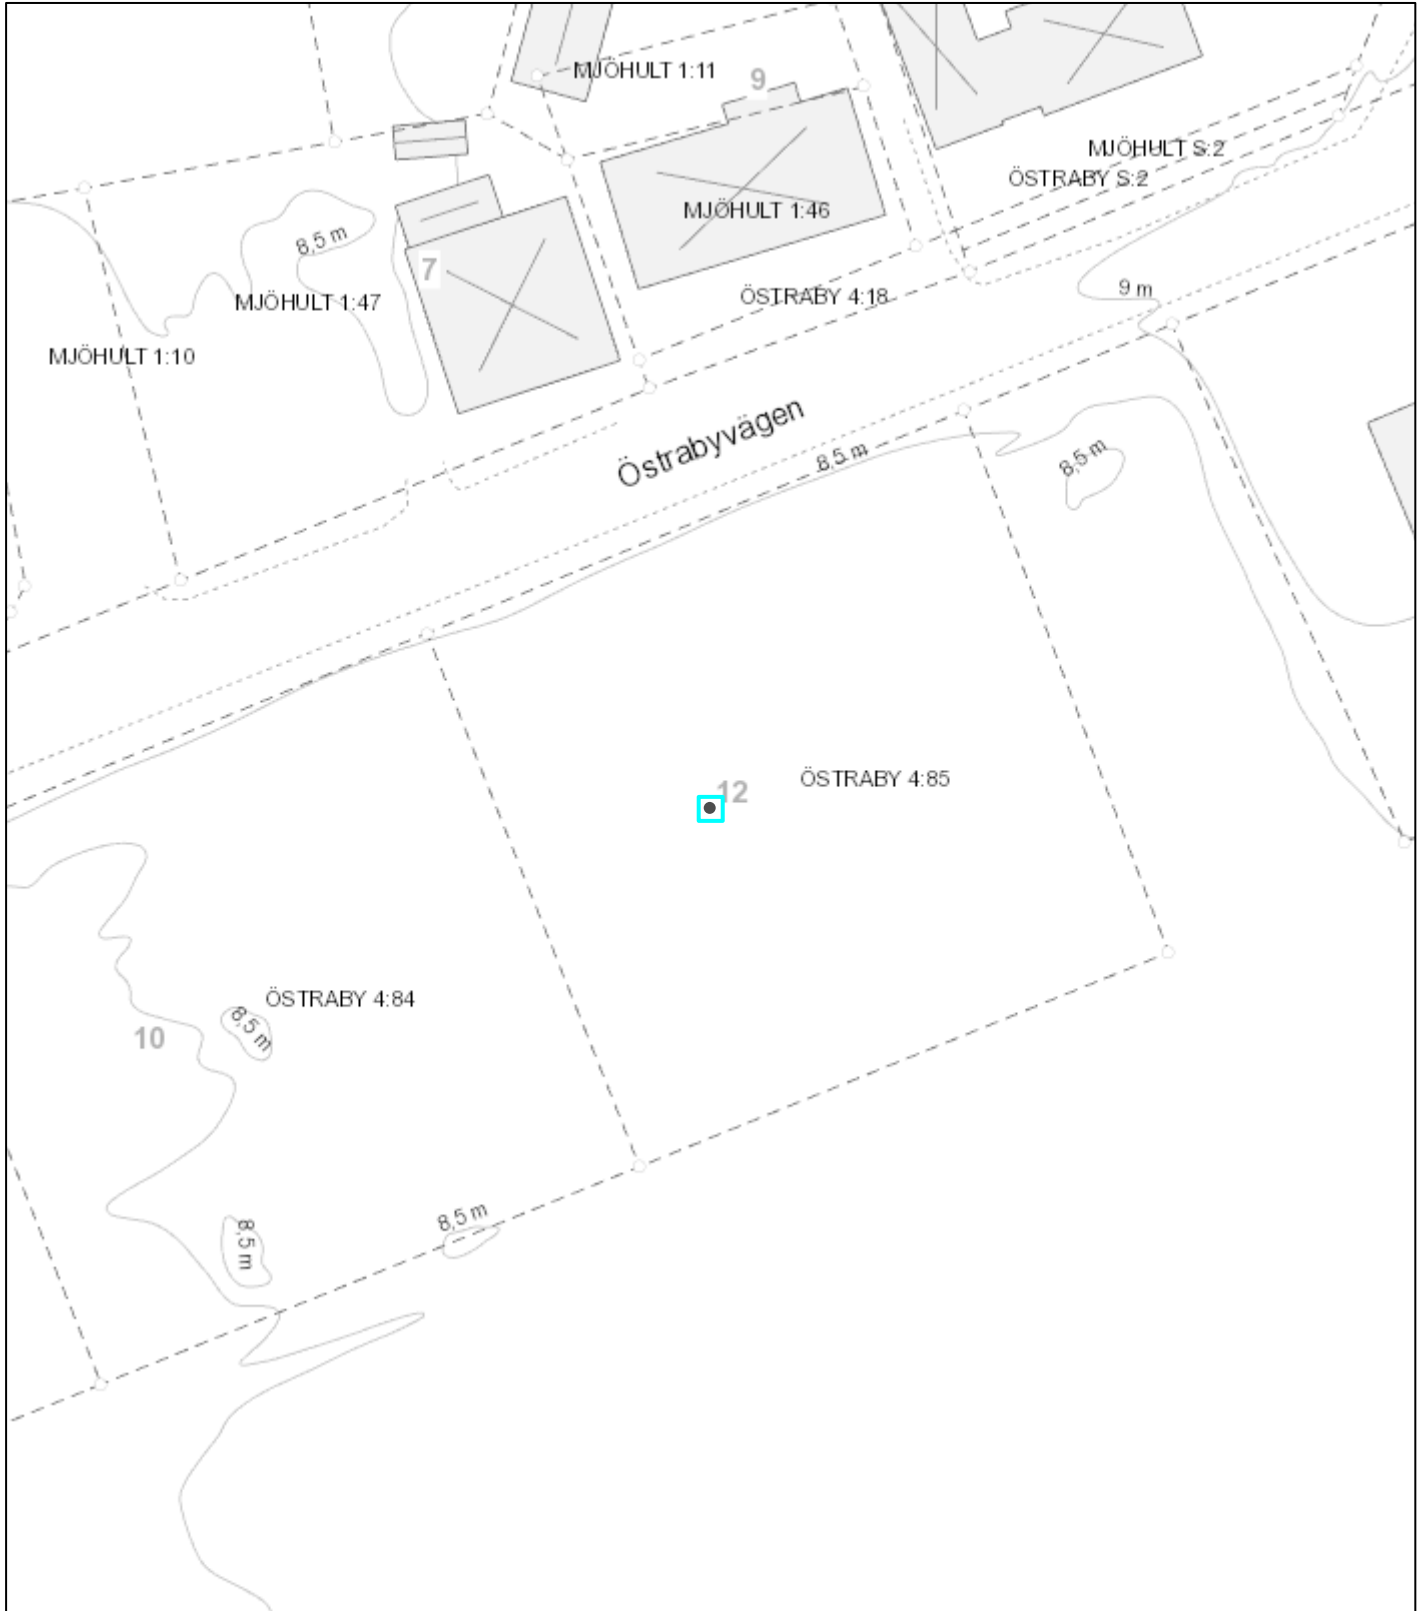 MJÖHULT 1:11
9
MJÖHULT S:2
ÖSTRABY S:2
MJÖHULT 1:46
8,5 m
7
MJÖHULT 1:47
ÖSTRABY 4:18
9 m
MJÖHULT 1:10
Östrabyvägen
8,5 m
8,5 m
12
ÖSTRABY 4:85
ÖSTRABY 4:84
8,5 m
10
8,5 m
8,5 m